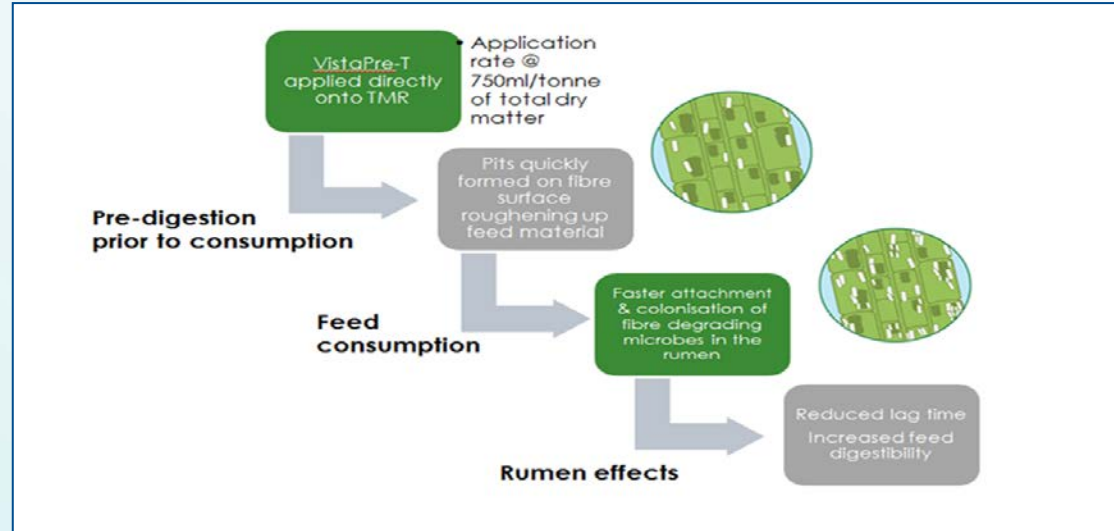 VistaPre-T
applied directly
onto TMR
• Application
rate @
750ml/tonne
of total dry
matter
Pits quickly
formed on fibre
surface
roughening up
feed material
Pre-digestion
prior to consumption
Faster attachment
& colonisation of
fibre degrading
microbes in the
rumen
Feed
consumption
Reduced lag time
Increased feed
digestibility
Rumen effects